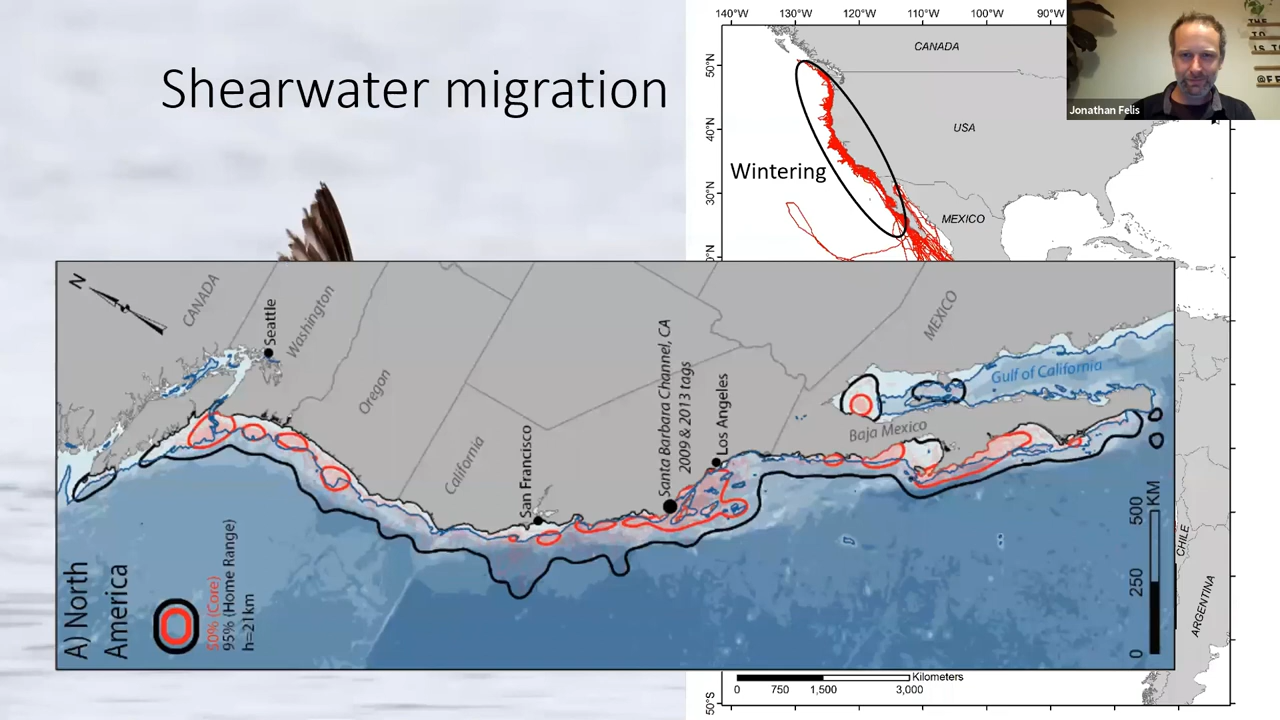 Shearwater migration
140°W
130°W
120°W
110°W
100°W
90°W
50°N
40°N
30°N
CANADA
USA
MEXICO
Wintering
Jonathan Felis
N
CANADA
Seattle
Washington
Oregon
California
San Francisco
Santa Barbara Channel, CA
2009 & 2013 tags
Los Angeles
MEXICO
Baja Mexico
Gulf of California
A) North
America
50% (Core)
95% (Home Range)
h=21km
0
250
500
KM
CHILE
ARGENTINA
50°S
Kilometers
0
750
1,500
3,000